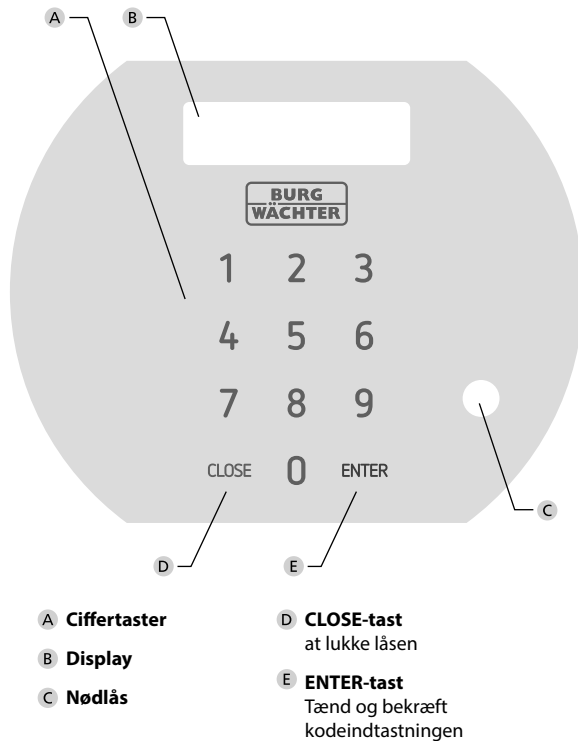 A
B
BURG
WÄCHTER
1 2 3
4 5 6
7 8 9
CLOSE 0 ENTER
C
D
E
A Ciffertaster
B Display
C Nødlås
D CLOSE-tast
at lukke låsen
E ENTER-tast
Tænd og bekræft
kodeindtastningen